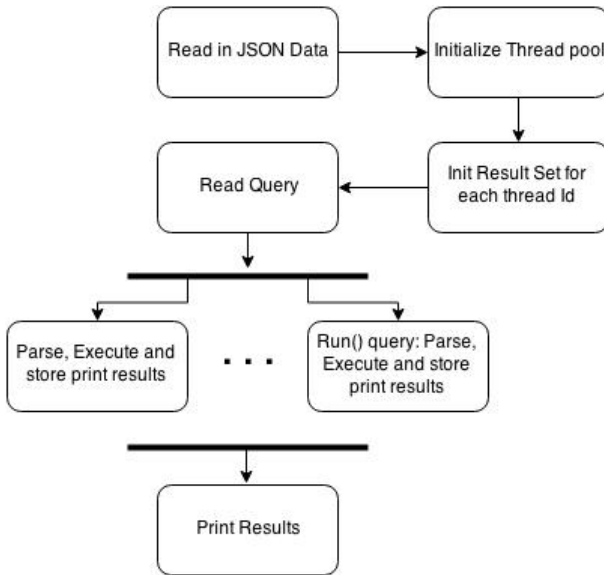 Read in JSON Data
Initialize Thread pool
Init Result Set for
each thread Id
Read Query
Parse, Execute and
store print results
. . .
Run() query: Parse,
Execute and store
print results
Print Results